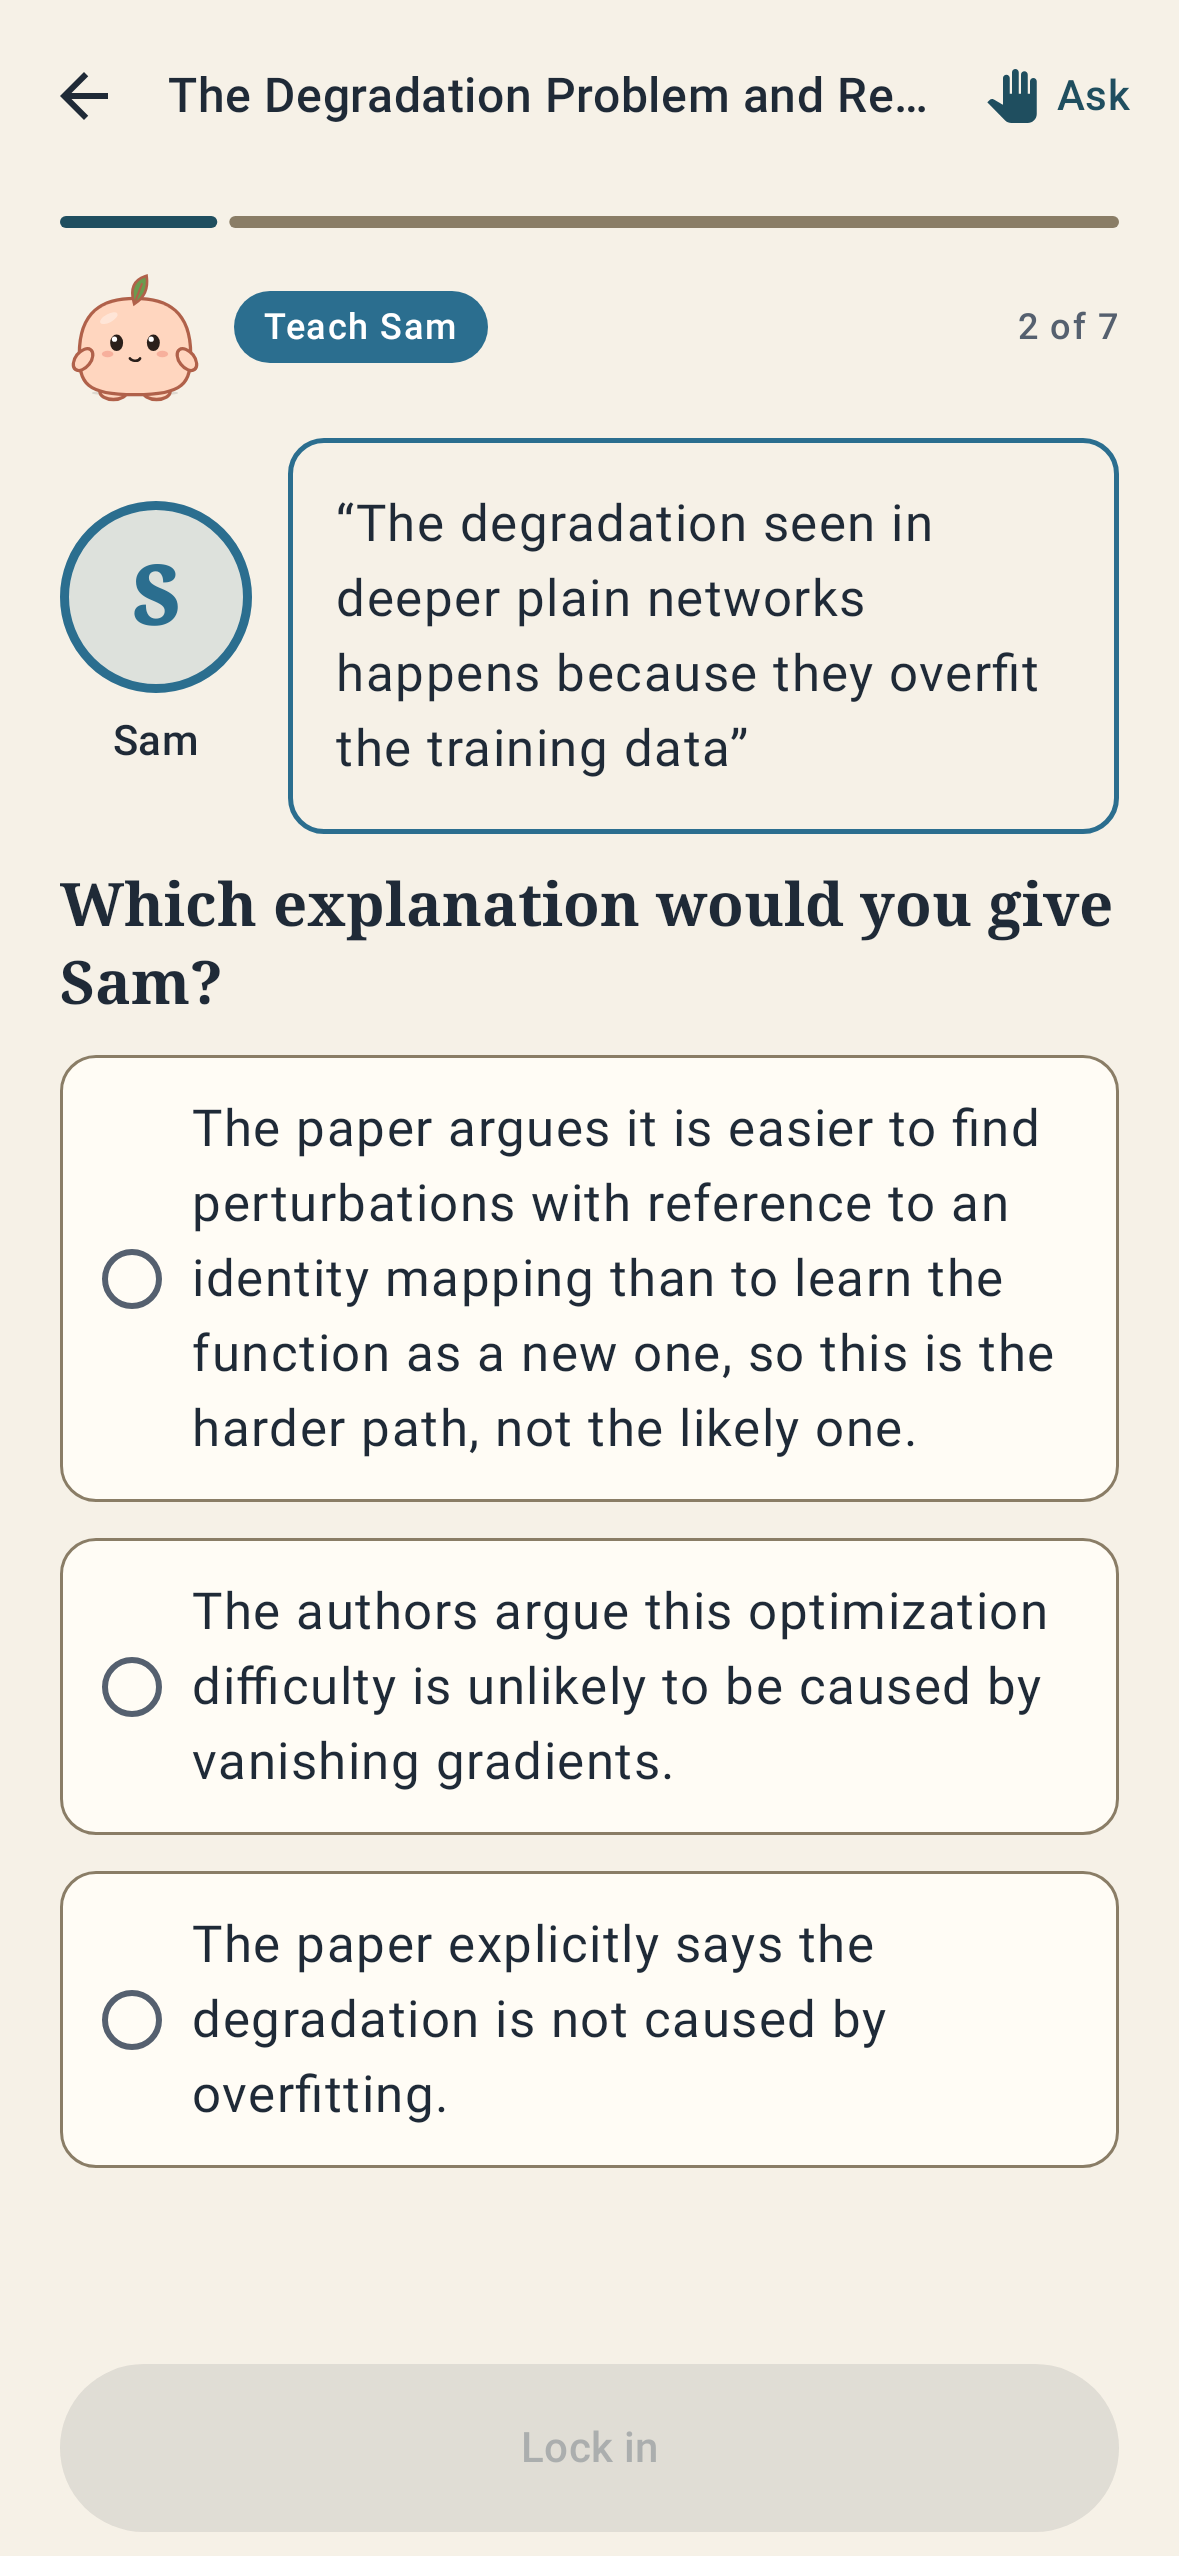 The Degradation Problem and Re...
Ask
Teach Sam
2 of 7
“The degradation seen in
deeper plain networks
happens because they overfit
the training data”
S
Sam
Which explanation would you give
Sam?
The paper argues it is easier to find
perturbations with reference to an
identity mapping than to learn the
function as a new one, so this is the
harder path, not the likely one.
The authors argue this optimization
difficulty is unlikely to be caused by
vanishing gradients.
The paper explicitly says the
degradation is not caused by
overfitting.
Lock in